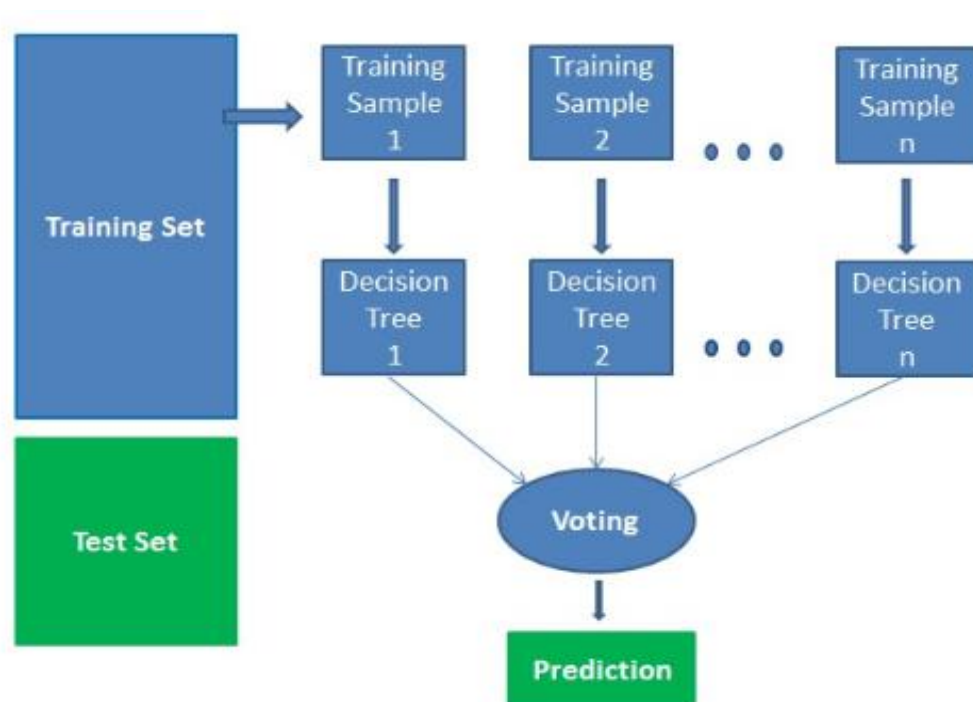 Training Set
Training
Sample
1
Training
Sample
2
Training
Sample
n
Decision
Tree
1
Decision
Tree
2
Decision
Tree
n
Test Set
Voting
Prediction